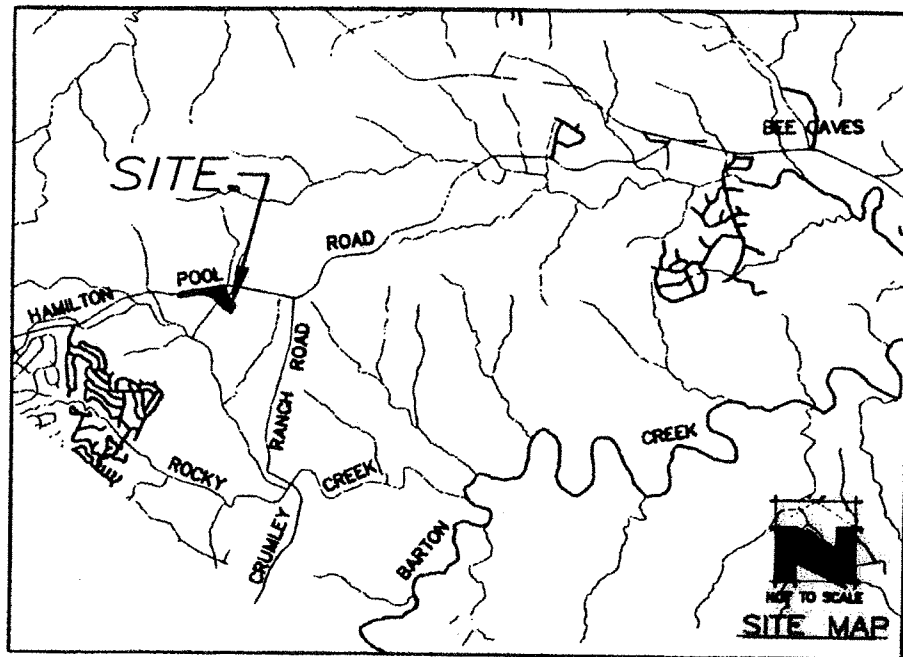 BEE CAVES
SITE
HAMILTON POOL ROAD
CRUMLEY RANCH ROAD
ROCKY CREEK
BARTON CREEK
N
NOT TO SCALE
SITE MAP